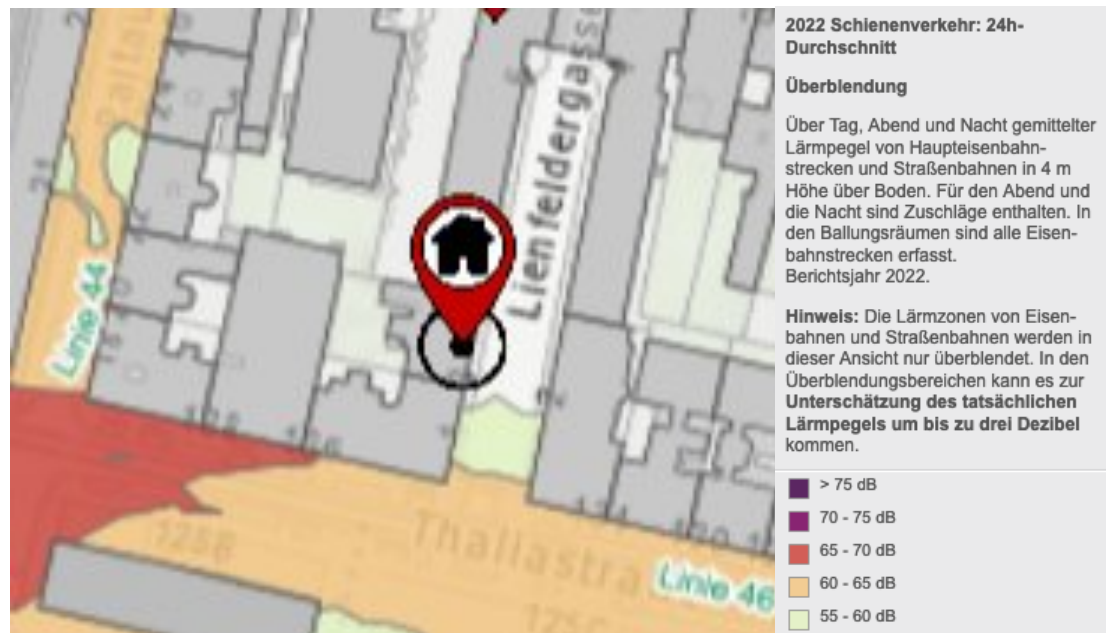 Lienfeldergasse
Linie 44
1258
Thaliastra
Linie 46
2022 Schienenverkehr: 24h-
Durchschnitt
Überblendung
Über Tag, Abend und Nacht gemittelter
Lärmpegel von Haupteisenbahn-
strecken und Straßenbahnen in 4 m
Höhe über Boden. Für den Abend und
die Nacht sind Zuschläge enthalten. In
den Ballungsräumen sind alle Eisen-
bahnstrecken erfasst.
Berichtsjahr 2022.
Hinweis: Die Lärmzonen von Eisen-
bahnen und Straßenbahnen werden in
dieser Ansicht nur überblendet. In den
Überblendungsbereichen kann es zur
Unterschätzung des tatsächlichen
Lärmpegels um bis zu drei Dezibel
kommen.
> 75 dB
70 - 75 dB
65 - 70 dB
60 - 65 dB
55 - 60 dB